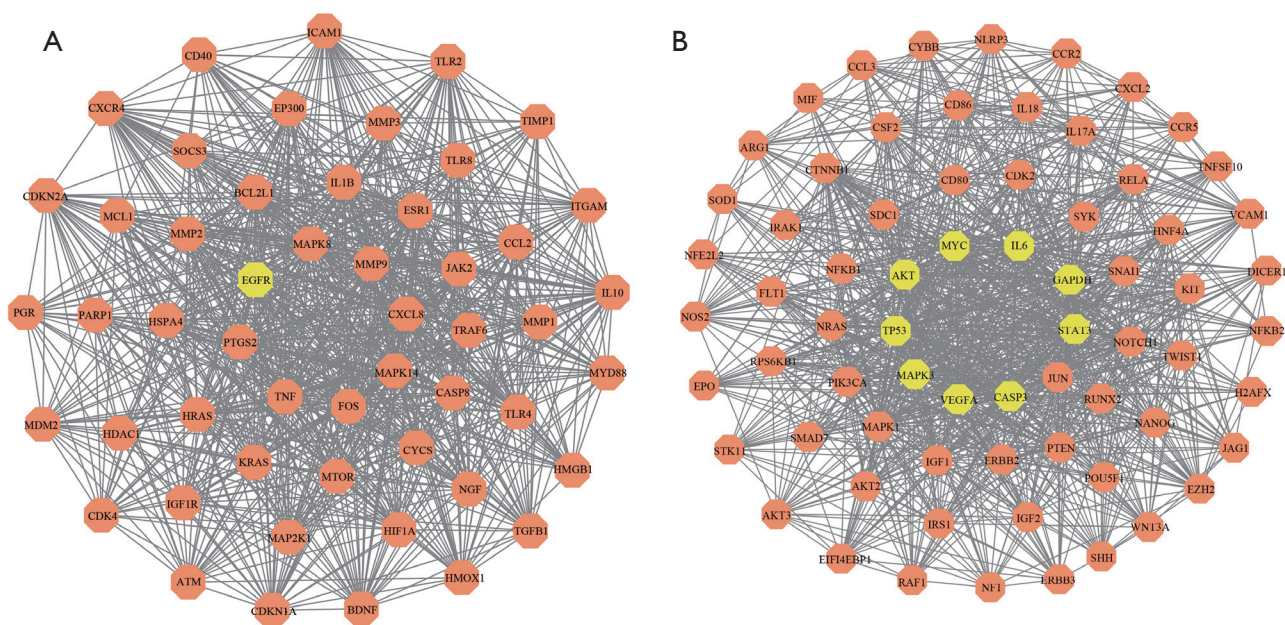 A
ICAM1
CD40
TLR2
CXCR4
EP300
MMP3
TIMP1
SOCS3
TLR8
CDKN2A
BCL2L1
IL1B
ITGAM
MCL1
ESR1
MMP2
MAPK8
CCL2
MMP9
JAK2
EGFR
IL10
PGR
PARP1
HSPA4
CXCL8
TRAF6
MMP1
PTGS2
MAPK14
MYD88
TNF
FOS
CASP8
TLR4
MDM2
HDAC1
HRAS
CYCS
KRAS
MTOR
HMGB1
NGF
CDK4
IGF1R
MAP2K1
HIF1A
TGFB1
ATM
HMOX1
CDKN1A
BDNF
B
NLRP3
CYBB
CCR2
CCL3
CXCL2
MIF
CD86
IL18
CSF2
IL17A
CCR5
ARG1
CTNNB1
TNFSF10
CD80
CDK2
RELA
SOD1
SDC1
SYK
VCAM1
IRAK1
HNF4A
NFE2L2
MYC
IL6
NFKB1
AKT
GAPDH
SNAI1
DICER1
FLT1
KIT
NOS2
NRAS
TP53
STAT3
NOTCH1
NFKB2
RPS6KB1
TWIST1
EPO
PIK3CA
MAPK3
JUN
H2AFX
VEGFA
CASP3
RUNX2
NANOG
STK11
SMAD7
MAPK1
PTEN
JAG1
IGF1
ERBB2
POU5F1
AKT2
EZH2
AKT3
IRS1
IGF2
WNT3A
EIFI4EBP1
SHH
RAF1
NF1
ERBB3